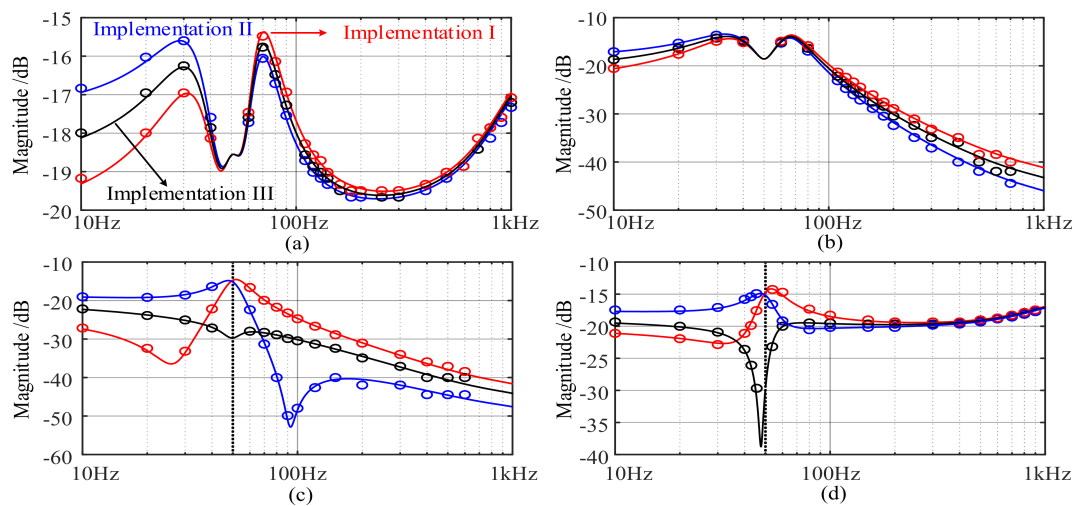 Implementation II
Implementation I
Implementation III
Magnitude /dB
-15
-16
-17
-18
-19
-20
10Hz
100Hz
1kHz
(a)
Magnitude /dB
-10
-20
-30
-40
-50
10Hz
100Hz
1kHz
(b)
Magnitude /dB
-10
-20
-30
-40
-50
-60
10Hz
100Hz
1kHz
(c)
Magnitude /dB
-10
-15
-20
-25
-30
-35
-40
10Hz
100Hz
1kHz
(d)